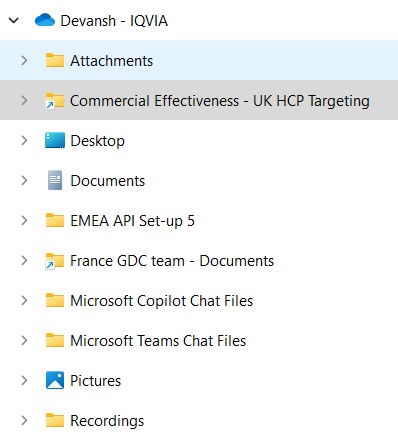 Devansh - IQVIA
Attachments
Commercial Effectiveness - UK HCP Targeting
Desktop
Documents
EMEA API Set-up 5
France GDC team - Documents
Microsoft Copilot Chat Files
Microsoft Teams Chat Files
Pictures
Recordings